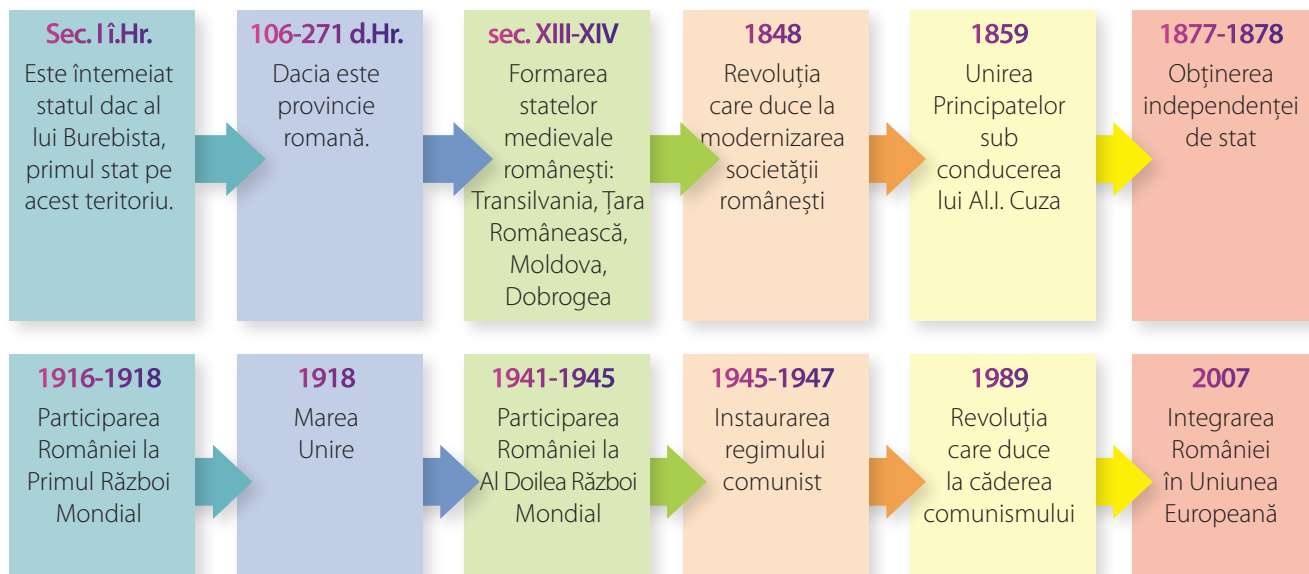 Sec. I î.Hr.
Este întemeiat
statul dac al
lui Burebista,
primul stat pe
acest teritoriu.
106-271 d.Hr.
Dacia este
provincie
romană.
sec. XIII-XIV
Formarea
statelor
medievale
românești:
Transilvania, Țara
Românească,
Moldova,
Dobrogea
1848
Revoluția
care duce la
modernizarea
societății
românești
1859
Unirea
Principatelor
sub
conducerea
lui Al.I. Cuza
1877-1878
Obținerea
independenței
de stat
1916-1918
Participarea
României la
Primul Război
Mondial
1918
Marea
Unire
1941-1945
Participarea
României la
Al Doilea Război
Mondial
1945-1947
Instaurarea
regimului
comunist
1989
Revoluția
care duce
la căderea
comunismului
2007
Integrarea
României
în Uniunea
Europeană